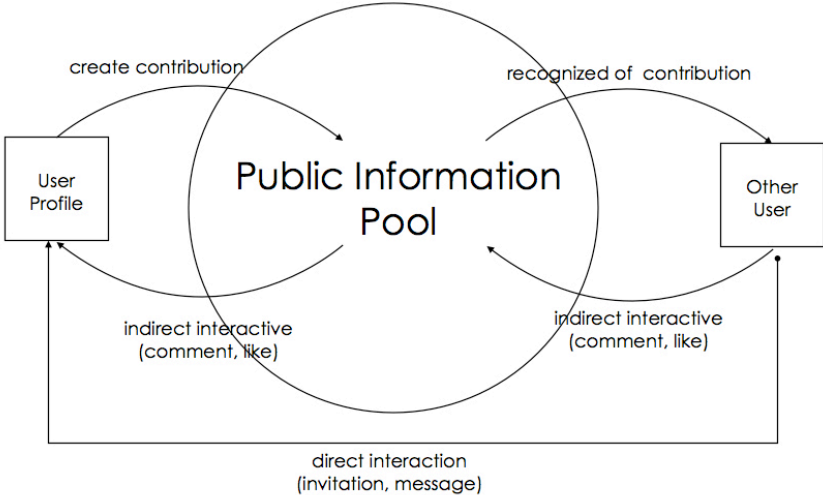 create contribution
recognized of contribution
User
Profile
Public Information
Pool
Other
User
indirect interactive
(comment, like)
indirect interactive
(comment, like)
direct interaction
(invitation, message)